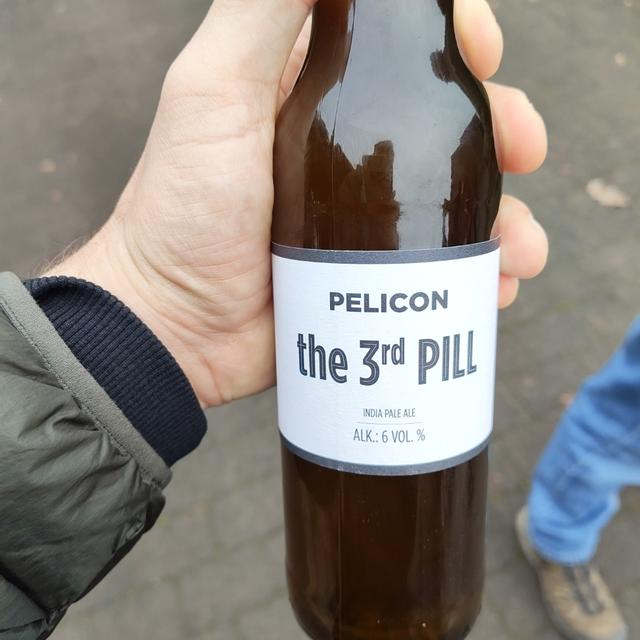 PELICON
the 3rd PILL
INDIA PALE ALE
ALK.: 6 VOL. %